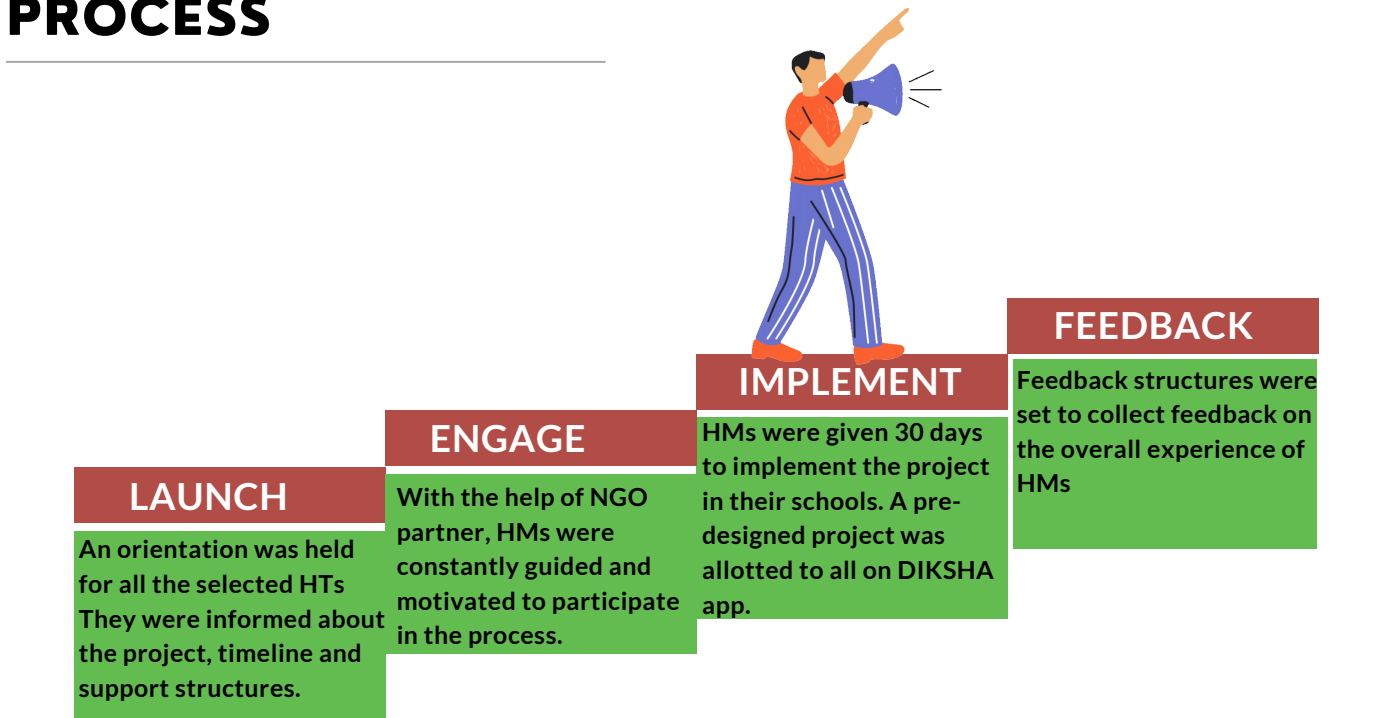 PROCESS
LAUNCH
An orientation was held
for all the selected HTs
They were informed about
the project, timeline and
support structures.
ENGAGE
With the help of NGO
partner, HMs were
constantly guided and
motivated to participate
in the process.
IMPLEMENT
HMs were given 30 days
to implement the project
in their schools. A pre-
designed project was
allotted to all on DIKSHA
app.
FEEDBACK
Feedback structures were
set to collect feedback on
the overall experience of
HMs